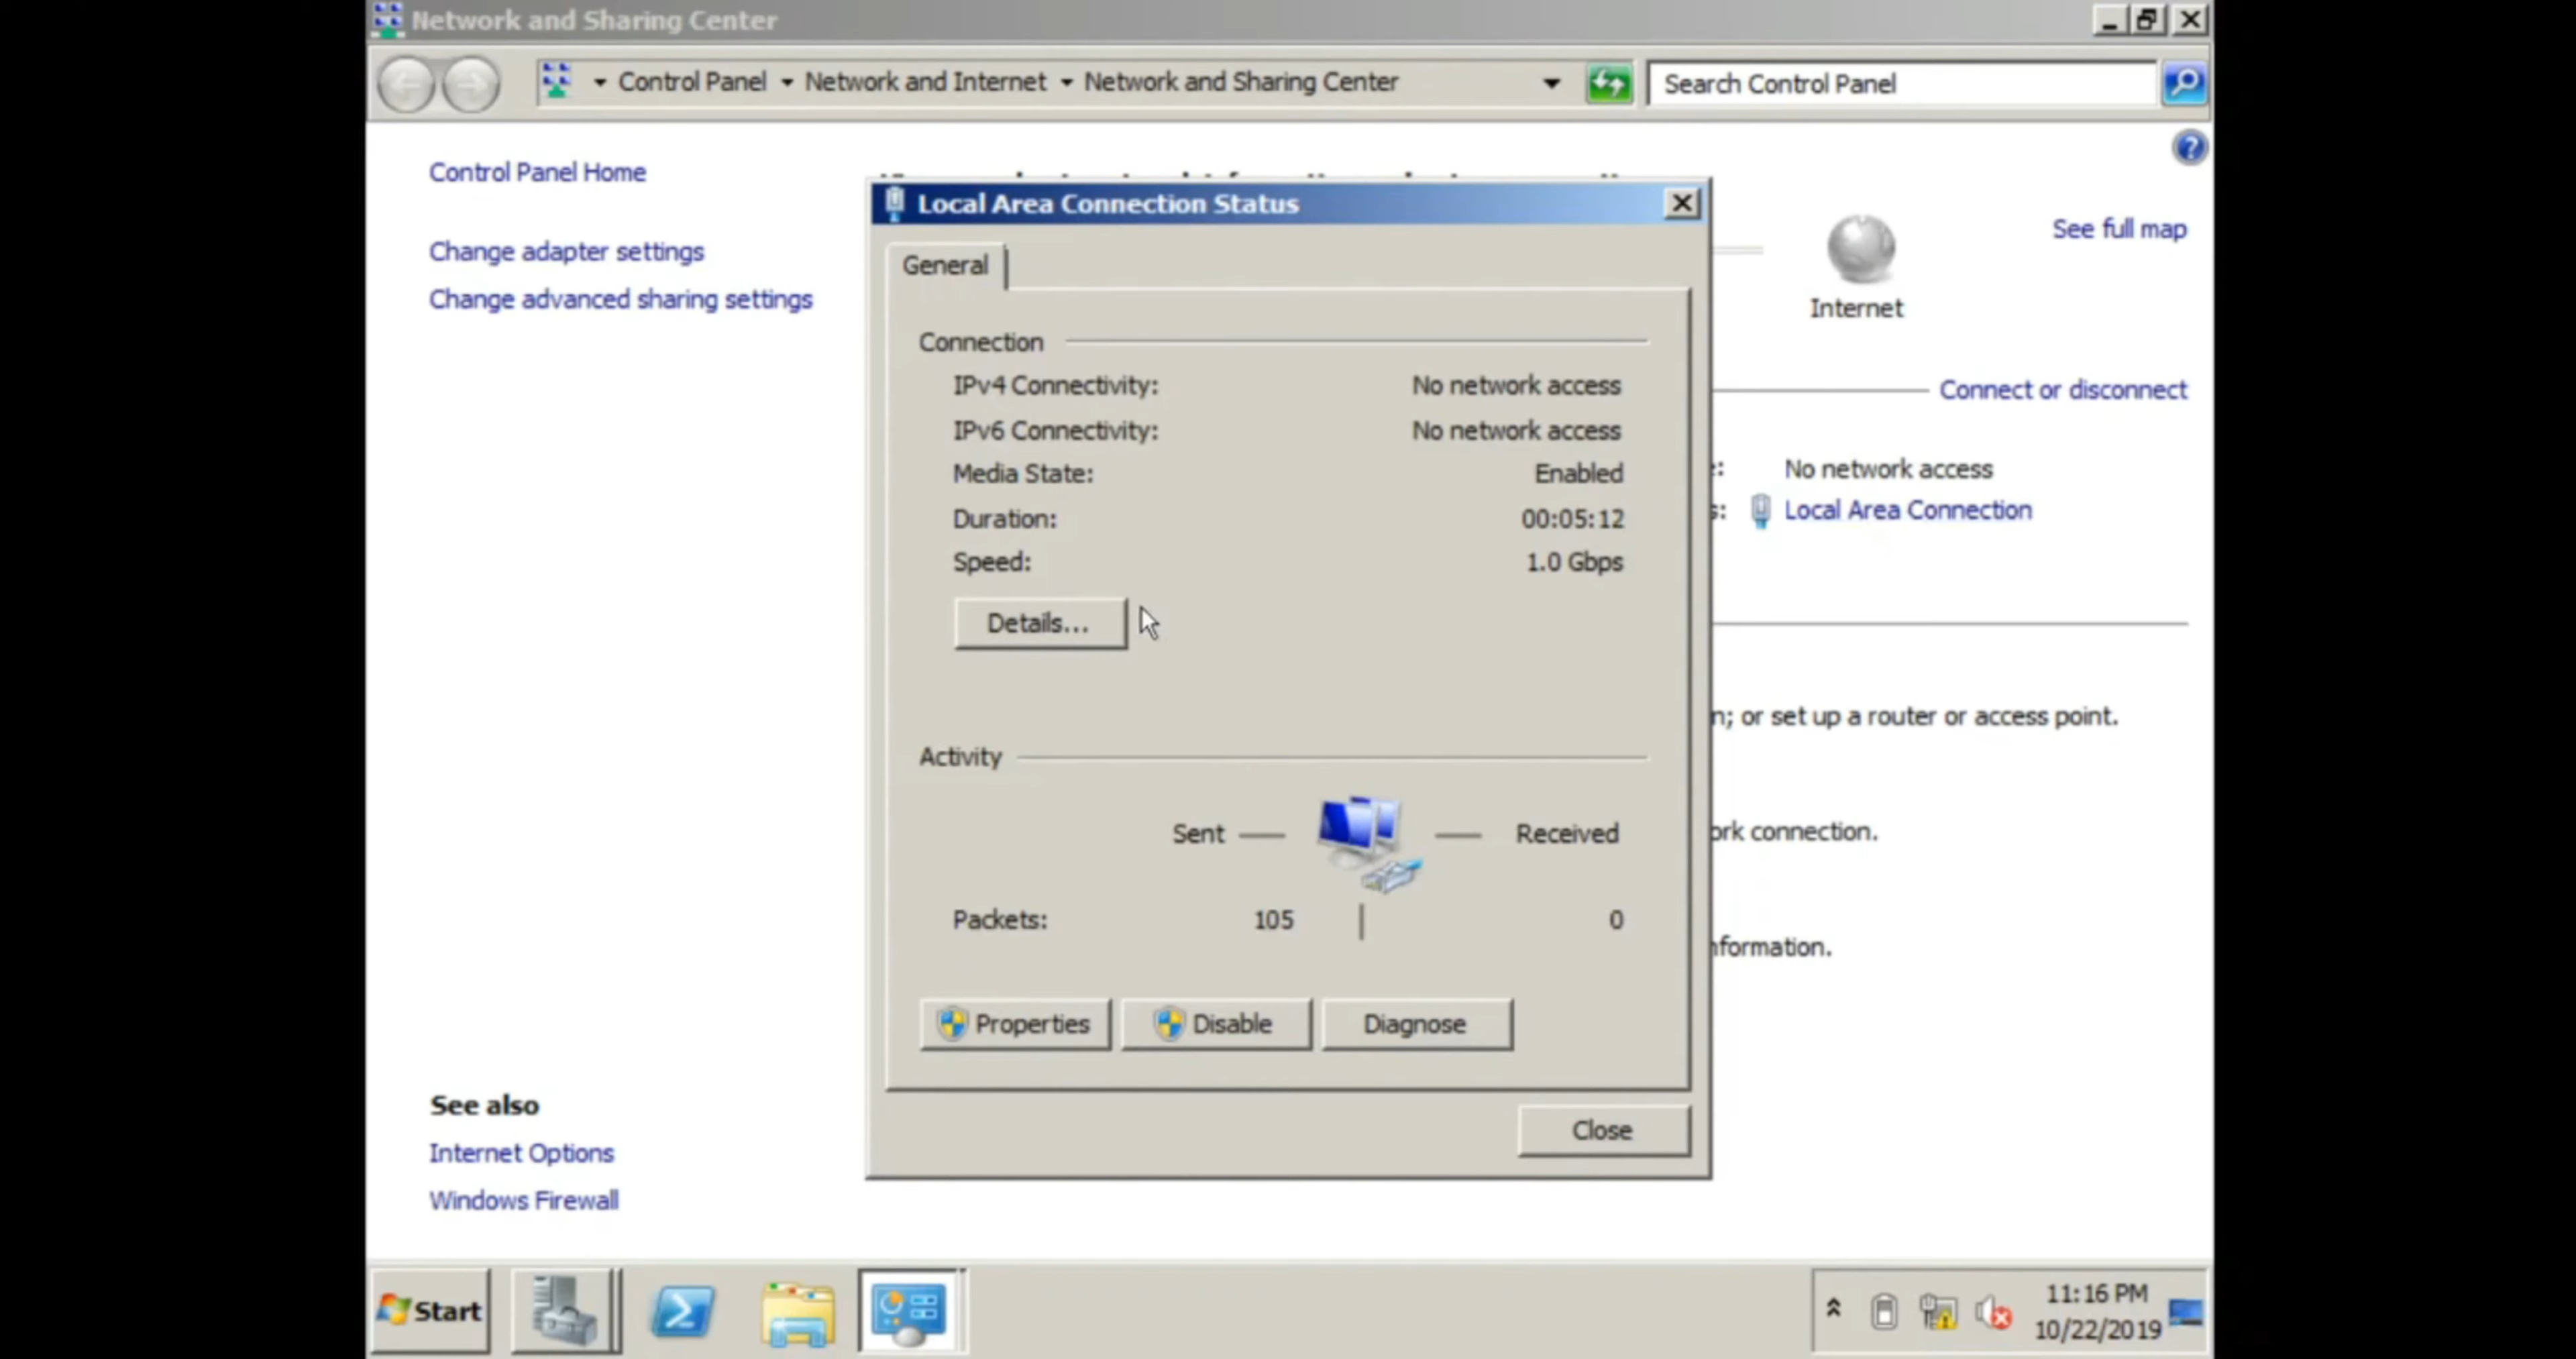 Network and Sharing Center
Control Panel Network and Internet Network and Sharing Center
Search Control Panel
Control Panel Home
Change adapter settings
Change advanced sharing settings
See full map
Internet
Connect or disconnect
No network access
Local Area Connection
n; or set up a router or access point.
ork connection.
nformation.
Local Area Connection Status
General
Connection
IPv4 Connectivity: No network access
IPv6 Connectivity: No network access
Media State: Enabled
Duration: 00:05:12
Speed: 1.0 Gbps
Details...
Activity
Sent Received
Packets: 105 0
Properties Disable Diagnose
Close
See also
Internet Options
Windows Firewall
Start
11:16 PM
10/22/2019